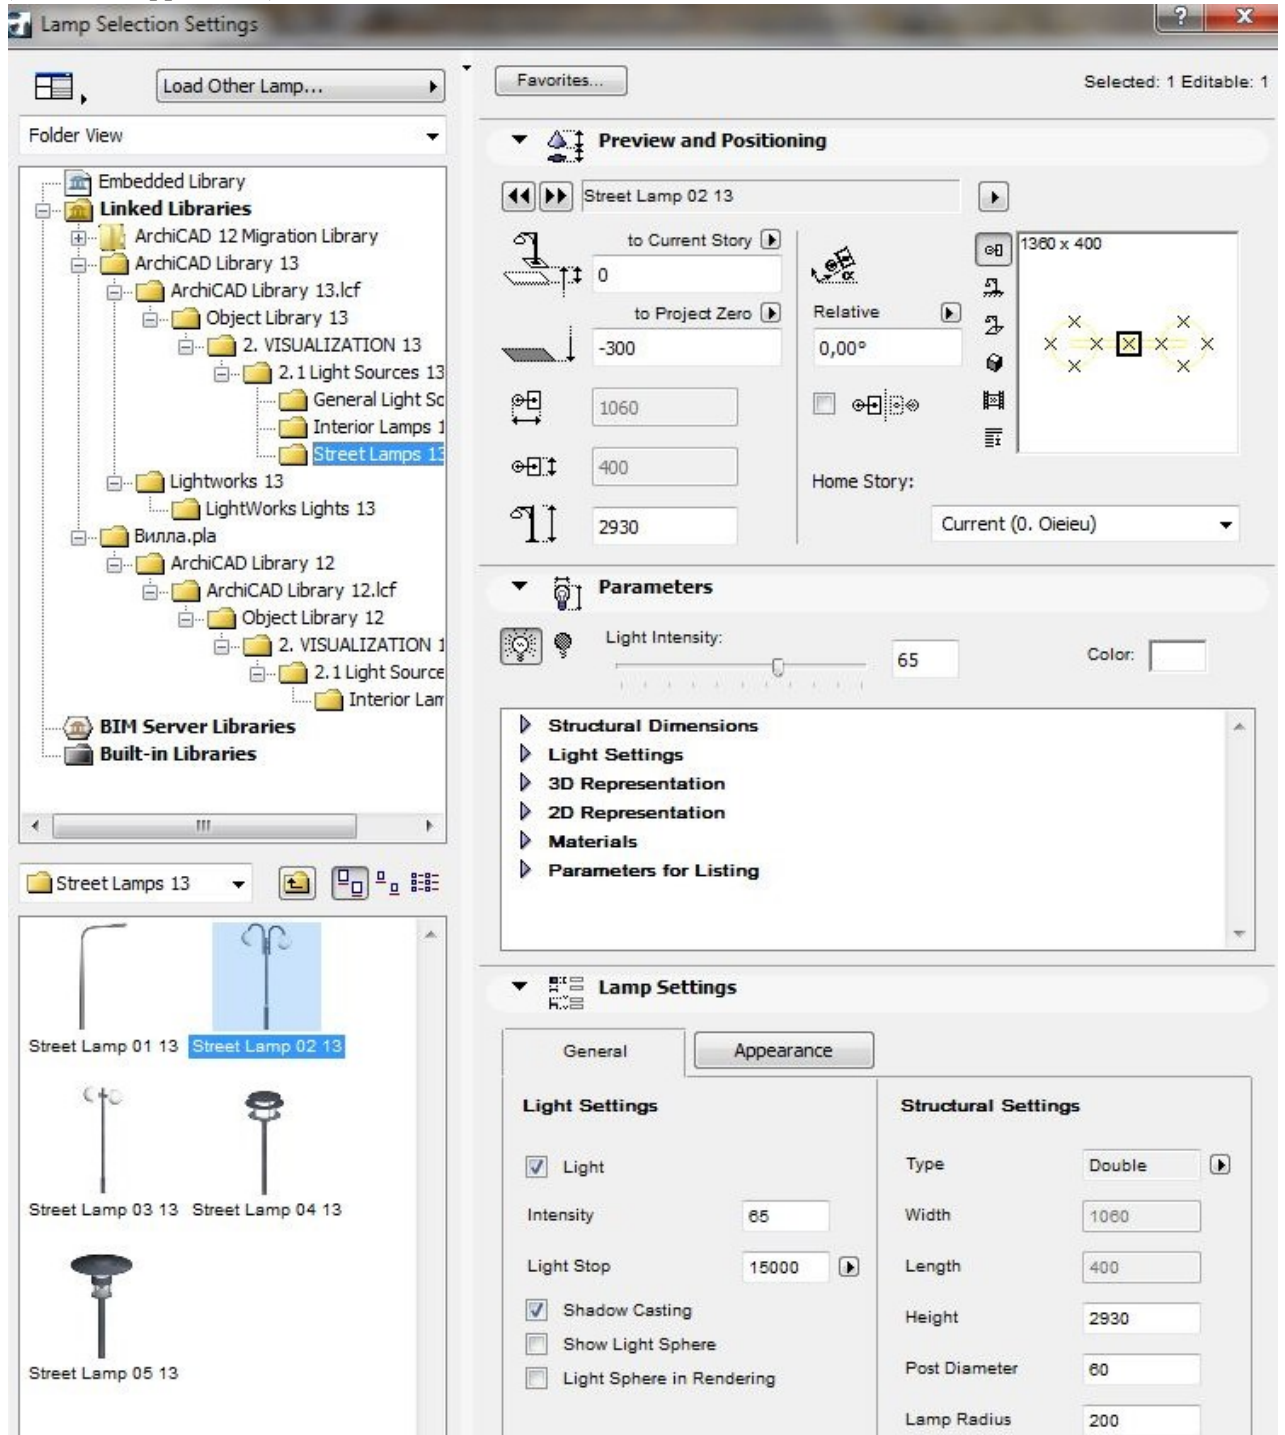 Lamp Selection Settings
?
X
Load Other Lamp...
Folder View
Embedded Library
Linked Libraries
ArchiCAD 12 Migration Library
ArchiCAD Library 13
ArchiCAD Library 13.lcf
Object Library 13
2. VISUALIZATION 13
2.1 Light Sources 13
General Light Sc
Interior Lamps 1
Street Lamps 13
Lightworks 13
LightWorks Lights 13
Вилла.pla
ArchiCAD Library 12
ArchiCAD Library 12.lcf
Object Library 12
2. VISUALIZATION 1
2.1 Light Source
Interior Lam
BIM Server Libraries
Built-in Libraries
Street Lamps 13
Street Lamp 01 13
Street Lamp 02 13
Street Lamp 03 13
Street Lamp 04 13
Street Lamp 05 13
Favorites...
Selected: 1 Editable: 1
Preview and Positioning
Street Lamp 02 13
to Current Story
0
to Project Zero
-300
1060
400
2930
α
Relative
0,00°
1360 x 400
Home Story:
Current (0. Oieieu)
Parameters
Light Intensity:
65
Color:
Structural Dimensions
Light Settings
3D Representation
2D Representation
Materials
Parameters for Listing
Lamp Settings
General
Appearance
Light Settings
Light
Intensity 65
Light Stop 15000
Shadow Casting
Show Light Sphere
Light Sphere in Rendering
Structural Settings
Type Double
Width 1060
Length 400
Height 2930
Post Diameter 60
Lamp Radius 200